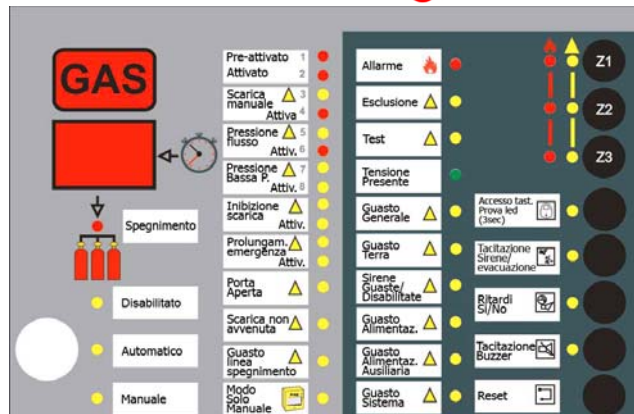 GAS
Spegnimento
Disabilitato
Automatico
Manuale
Pre-attivato 1
Attivato 2
Scarica 3
manuale
Attiva 4
Pressione 5
flusso
Attiv. 6
Pressione 7
Bassa P.
Attiv. 8
Inibizione
scarica
Attiv.
Prolungam.
emergenza
Attiv.
Porta
Aperta
Scarica non
avvenuta
Guasto
linea
spegnimento
Modo
Solo
Manuale
Allarme
Esclusione
Test
Tensione
Presente
Guasto
Generale
Guasto
Terra
Sirene
Guaste/
Disabilitate
Guasto
Alimentaz.
Guasto
Alimentaz.
Ausiliaria
Guasto
Sistema
Z1
Z2
Z3
Accesso tast.
Prova led
(3sec)
Tacitazione
Sirene/
evacuazione
Ritardi
Si/No
Tacitazione
Buzzer
Reset